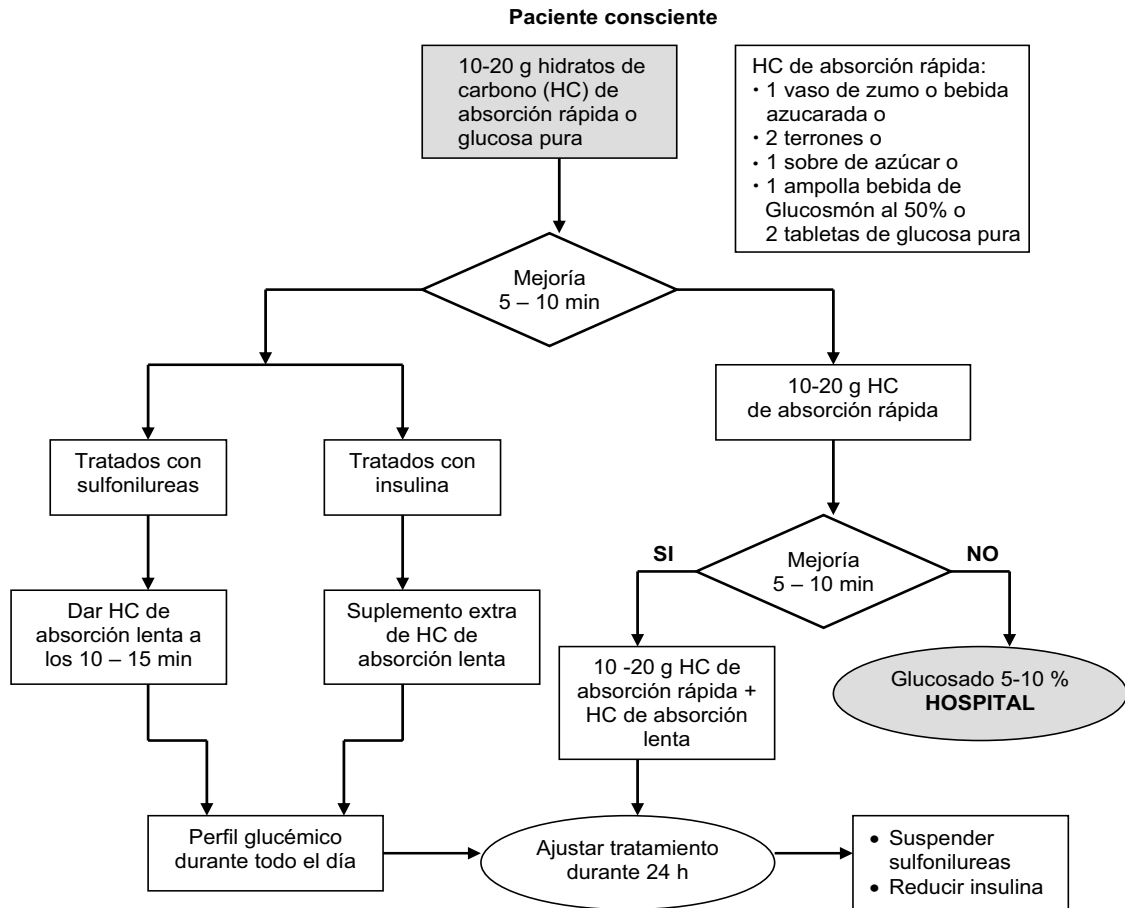 Paciente consciente
10-20 g hidratos de
carbono (HC) de
absorción rápida o
glucosa pura
HC de absorción rápida:
· 1 vaso de zumo o bebida
azucarada o
· 2 terrones o
· 1 sobre de azúcar o
· 1 ampolla bebida de
Glucosmón al 50% o
2 tabletas de glucosa pura
Mejoría
5 – 10 min
10-20 g HC
de absorción rápida
Tratados con
sulfonilureas
Tratados con
insulina
SI
NO
Mejoría
5 – 10 min
Dar HC de
absorción lenta a
los 10 – 15 min
Suplemento extra
de HC de
absorción lenta
10 -20 g HC de
absorción rápida +
HC de absorción
lenta
Glucosado 5-10 %
HOSPITAL
Perfil glucémico
durante todo el día
Ajustar tratamiento
durante 24 h
• Suspender
sulfonilureas
• Reducir insulina